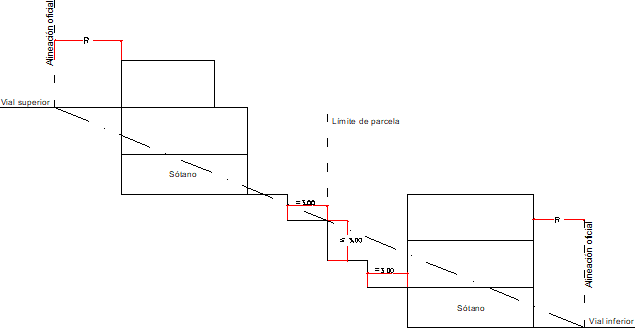 Alineación oficial
R
Vial superior
Límite de parcela
Sótano
= 3.00
R
≤ 3.00
Alineación oficial
= 3.00
Sótano
Vial inferior